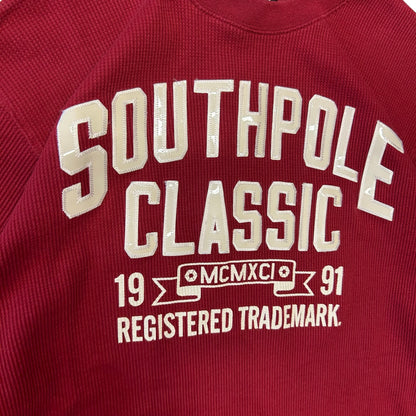 SOUTHPOLE
CLASSIC
19 MCMXCI 91
REGISTERED TRADEMARK.